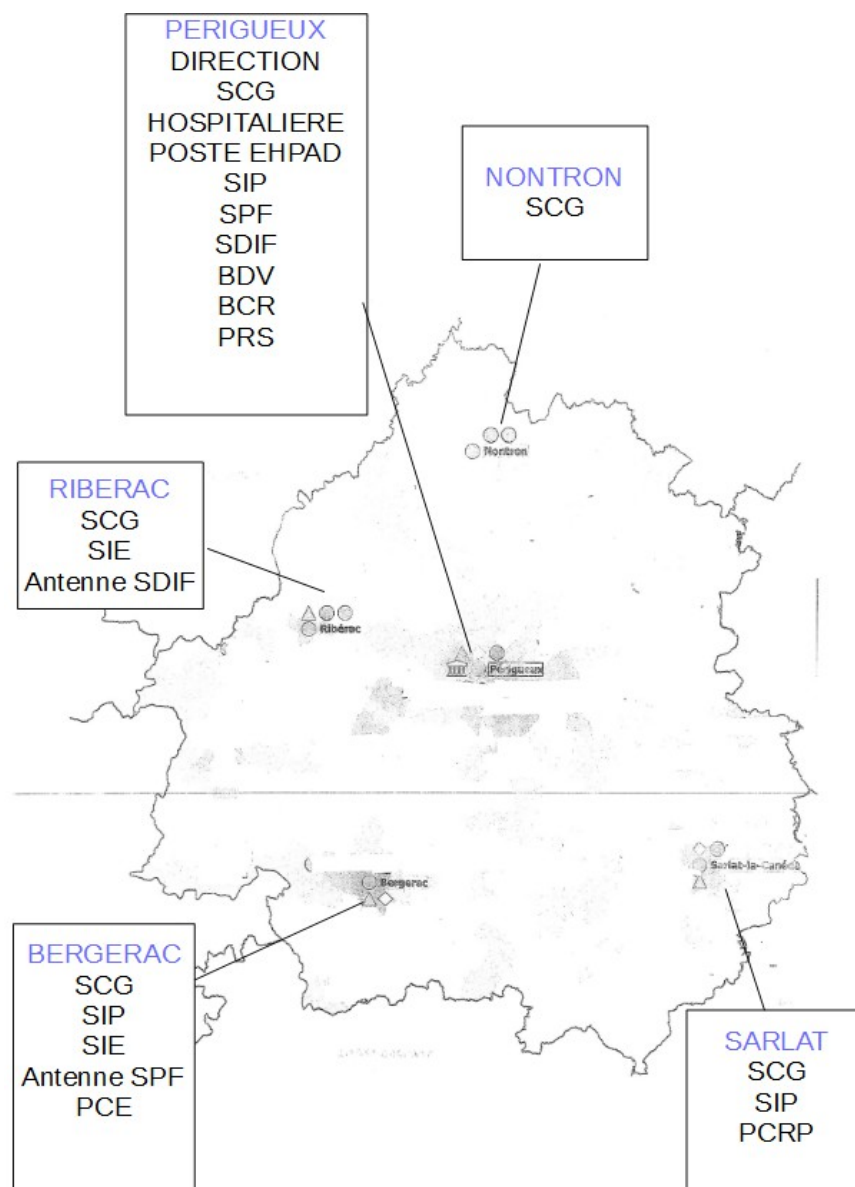 PERIGUEUX
DIRECTION
SCG
HOSPITALIERE
POSTE EHPAD
SIP
SPF
SDIF
BDV
BCR
PRS
NONTRON
SCG
Nontron
RIBERAC
SCG
SIE
Antenne SDIF
Ribérac
Périgueux
Bergerac
Sarlat-la-Canéda
BERGERAC
SCG
SIP
SIE
Antenne SPF
PCE
SARLAT
SCG
SIP
PCRP